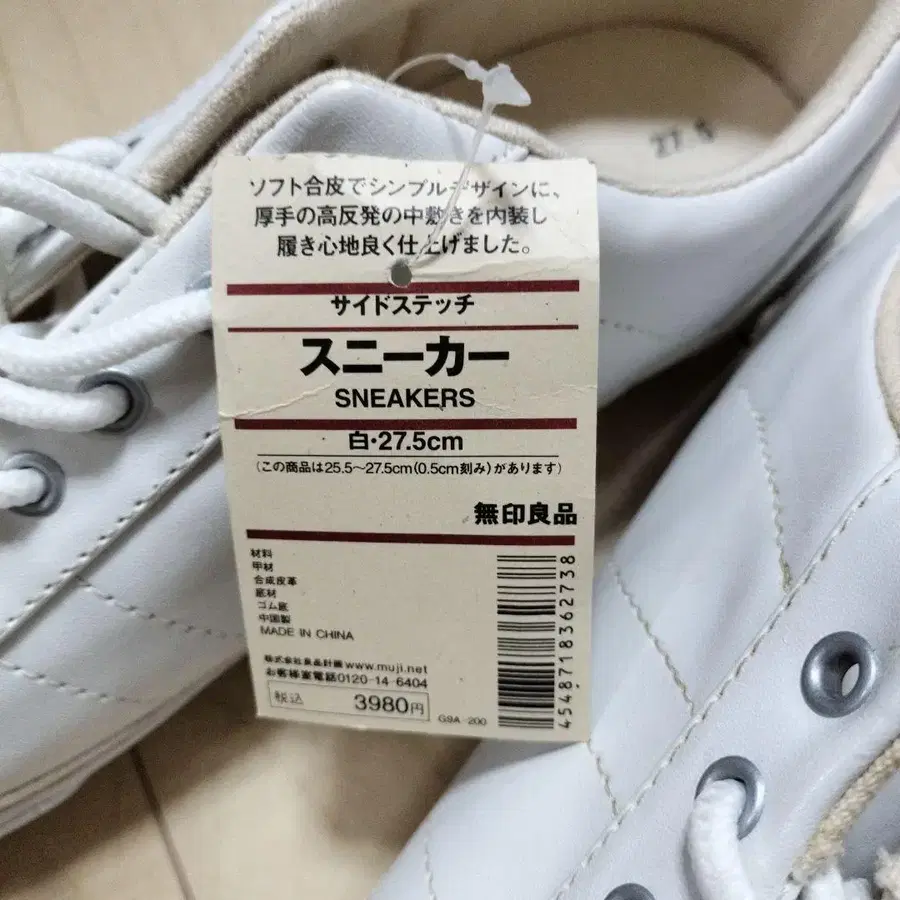 27.5
ソフト合皮でシンプルデザインに、
厚手の高反発の中敷きを内装し
履き心地良く仕上げました。
サイドステッチ
スニーカー
SNEAKERS
白・27.5cm
(この商品は25.5〜27.5cm(0.5cm刻み)があります)
無印良品
材料
甲材
合成皮革
底材
ゴム底
中国製
MADE IN CHINA
株式会社良品計画 www.muji.net
お客様室電話0120-14-6404
税込 3980円
G9A-200
4548718362738